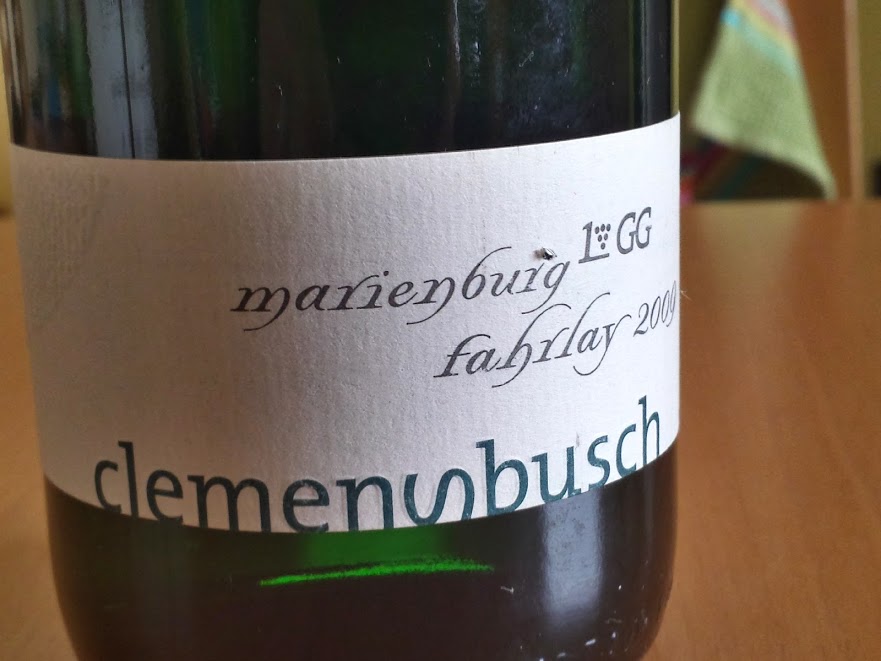 marienburg 1 GG
fahrlay 2009
clemensbusch